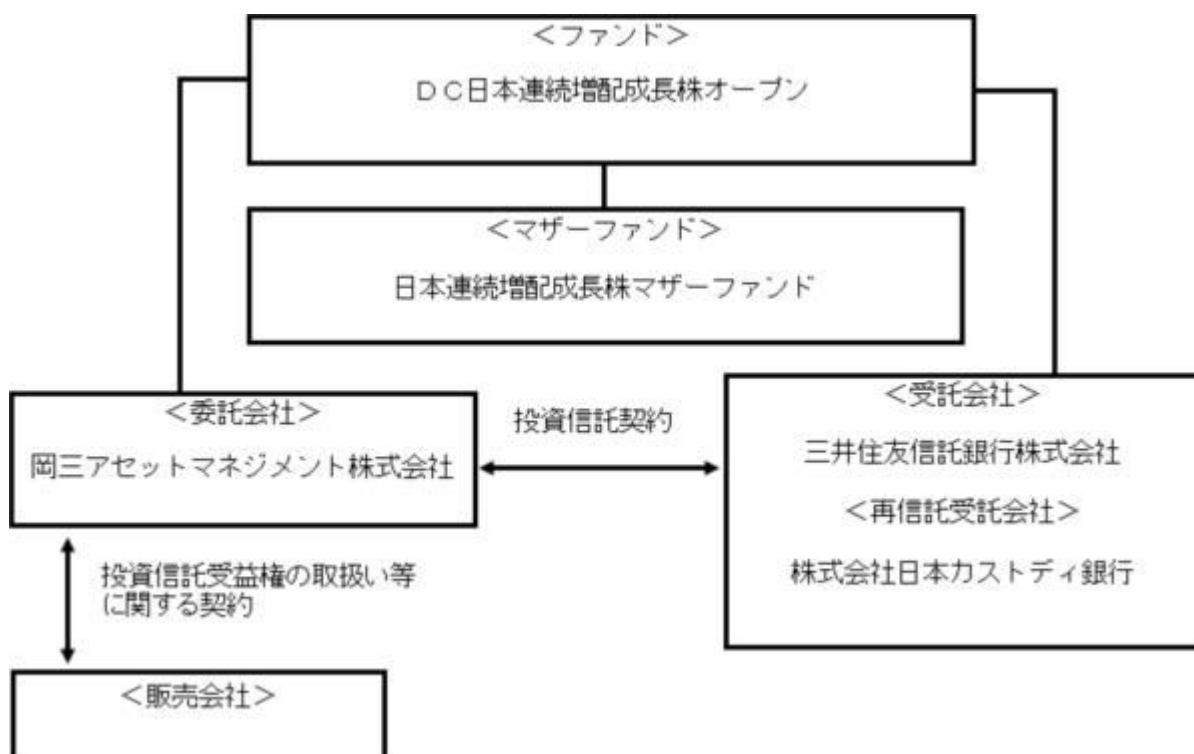 ＜ファンド＞
ＤＣ日本連続増配成長株オープン
＜マザーファンド＞
日本連続増配成長株マザーファンド
＜委託会社＞
岡三アセットマネジメント株式会社
投資信託契約
＜受託会社＞
三井住友信託銀行株式会社
＜再信託受託会社＞
株式会社日本カストディ銀行
投資信託受益権の取扱い等
に関する契約
＜販売会社＞